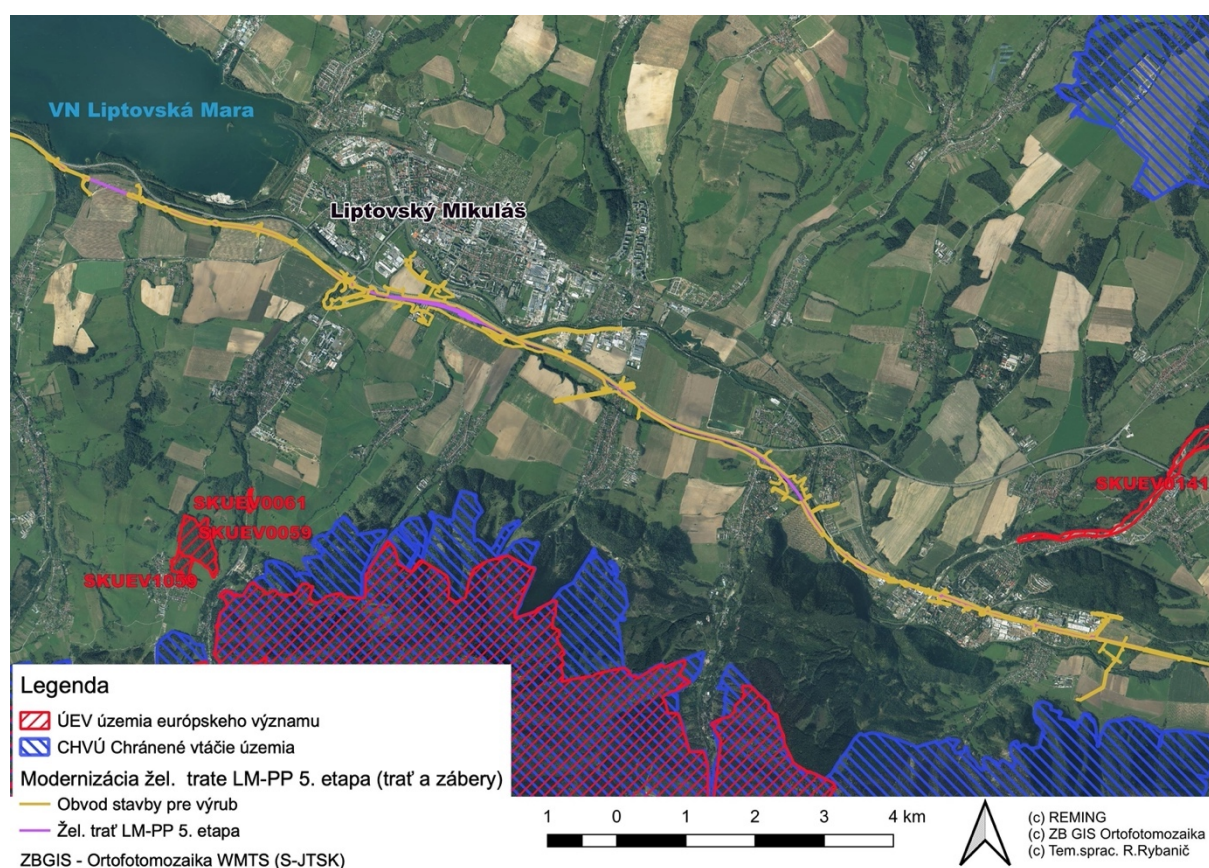 VN Liptovská Mara
Liptovský Mikuláš
SKUEV0141
SKUEV0061
SKUEV0059
SKUEV1059
Legenda
ÚEV územia európskeho významu
CHVÚ Chránené vtáčie územia
Modernizácia žel. trate LM-PP 5. etapa (trať a zábery)
Obvod stavby pre výrub
Žel. trať LM-PP 5. etapa
ZBGIS - Ortofotomozaika WMTS (S-JTSK)
1 0 1 2 3 4 km
(c) REMING
(c) ZB GIS Ortofotomozaika
(c) Tem.sprac. R.Rybanič